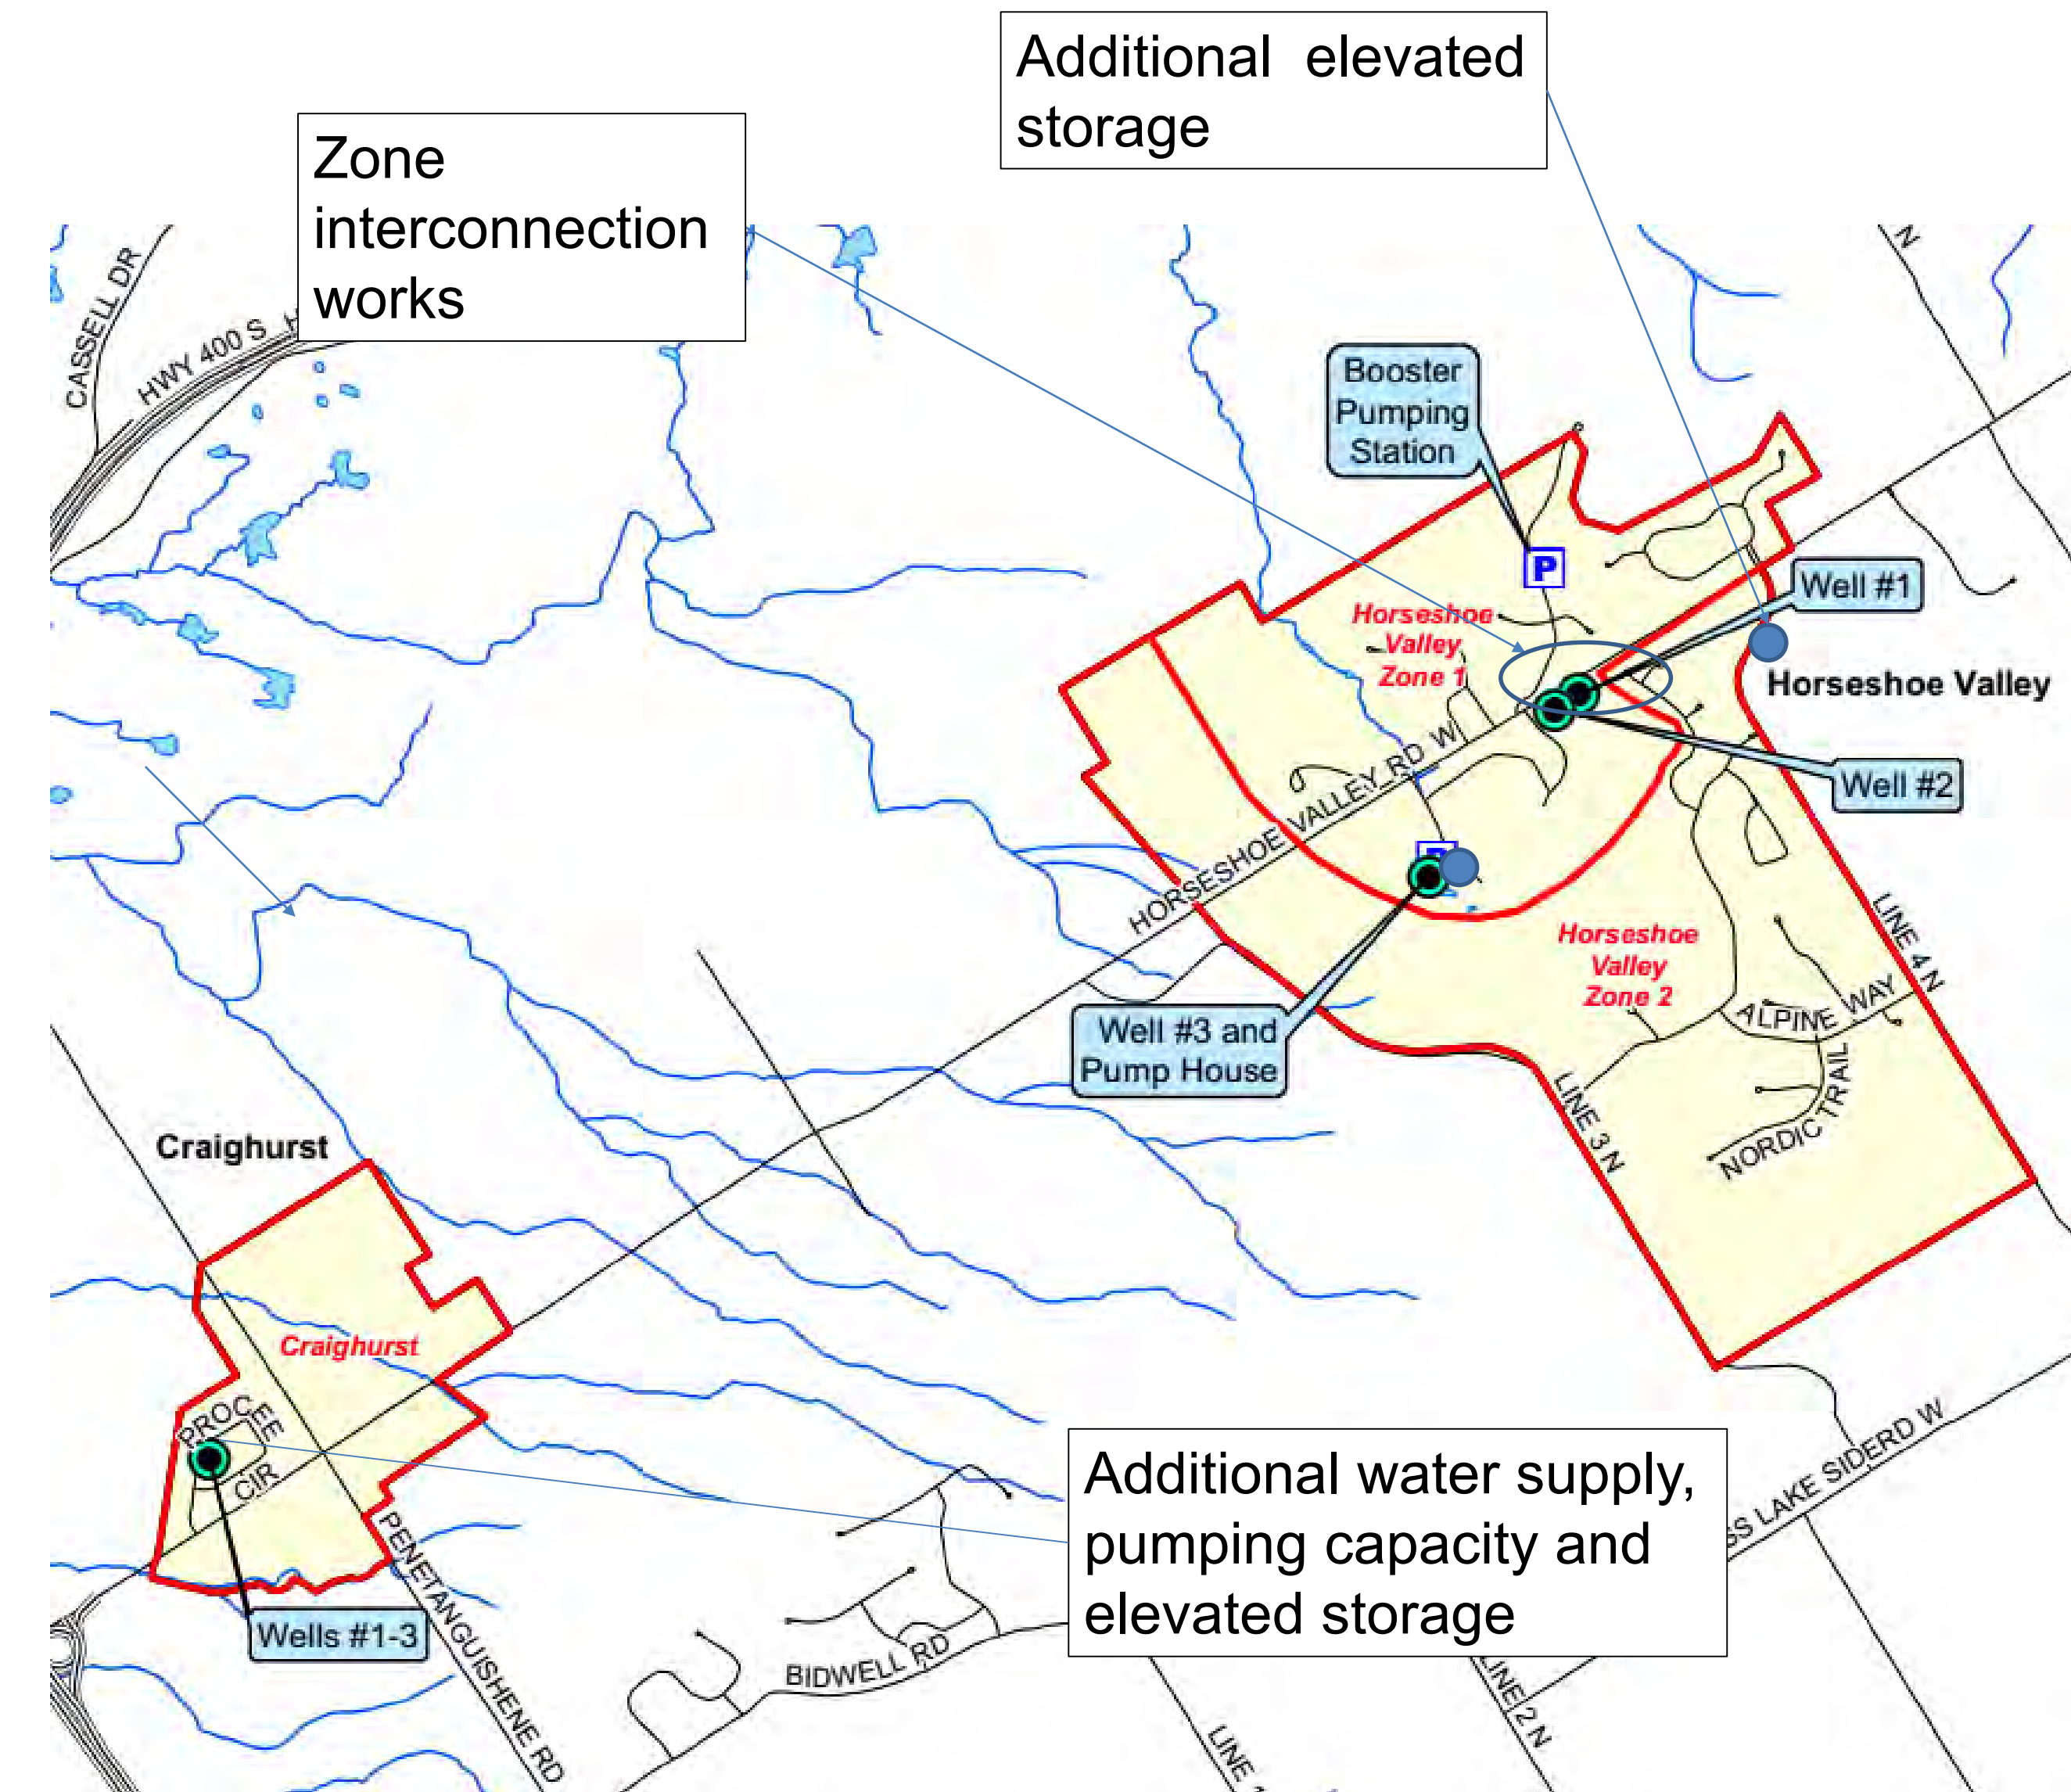 Additional elevated
storage
Zone
interconnection
works
CASSELL DR
HWY 400 S
N
Booster
Pumping
Station
P
Well #1
Horseshoe
Valley
Zone 1
Horseshoe Valley
Well #2
HORSESHOE VALLEY RD W
Horseshoe
Valley
Zone 2
LINE 4 N
ALPINE WAY
Well #3 and
Pump House
LINE 3 N
NORDIC TRAIL
Craighurst
Craighurst
PROCEE
CIR
Additional water supply,
pumping capacity and
elevated storage
LAKE SIDERD W
PENETANGUISHENE RD
Wells #1-3
BIDWELL RD
LINE 2 N
LINE